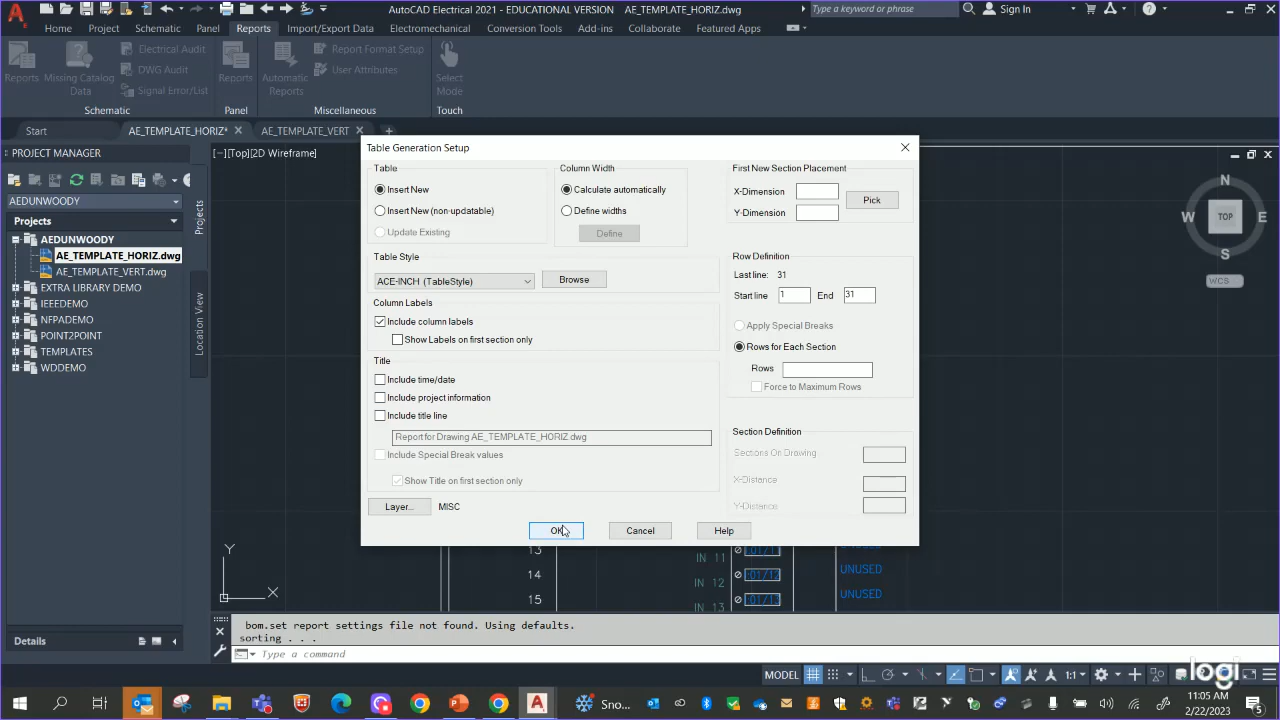 AutoCAD Electrical 2021 - EDUCATIONAL VERSION AE_TEMPLATE_HORIZ.dwg
Type a keyword or phrase
Sign In
Home Project Schematic Panel Reports Import/Export Data Electromechanical Conversion Tools Add-ins Collaborate Featured Apps
Reports
Missing Catalog
Data
Electrical Audit
DWG Audit
Signal Error/List
Schematic
Reports
Panel
Automatic
Reports
Report Format Setup
User Attributes
Miscellaneous
Select
Mode
Touch
Start
AE_TEMPLATE_HORIZ*
AE_TEMPLATE_VERT
PROJECT MANAGER
[−][Top][2D Wireframe]
AEDUNWOODY
Projects
AEDUNWOODY
AE_TEMPLATE_HORIZ.dwg
AE_TEMPLATE_VERT.dwg
EXTRA LIBRARY DEMO
IEEEDEMO
NFPADEMO
POINT2POINT
TEMPLATES
WDDEMO
Projects
Location View
Details
Table Generation Setup
Table
Insert New
Insert New (non-updatable)
Update Existing
Column Width
Calculate automatically
Define widths
Define
First New Section Placement
X-Dimension
Y-Dimension
Pick
Table Style
ACE-INCH (TableStyle)
Browse
Column Labels
Include column labels
Show Labels on first section only
Title
Include time/date
Include project information
Include title line
Report for Drawing AE_TEMPLATE_HORIZ.dwg
Include Special Break values
Show Title on first section only
Layer...
MISC
Row Definition
Last line: 31
Start line 1 End 31
Apply Special Breaks
Rows for Each Section
Rows
Force to Maximum Rows
Section Definition
Sections On Drawing
X-Distance
Y-Distance
OK
Cancel
Help
N
W TOP E
S
WCS
13
14
15
IN 11
IN 12
IN 13
UNUSED
UNUSED
Y
X
bom.set report settings file not found. Using defaults.
sorting . . .
Type a command
MODEL
1:1
logi
Sno...
11:05 AM
2/22/2023
5